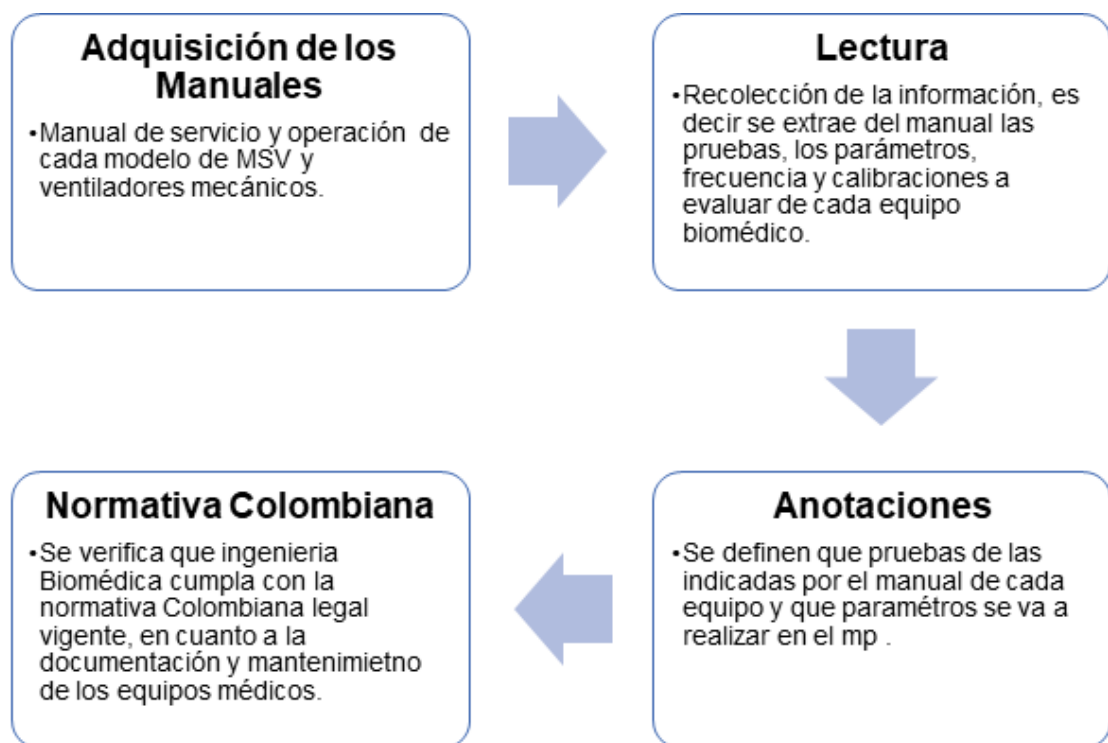 Adquisición de los
Manuales
•Manual de servicio y operación de
cada modelo de MSV y
ventiladores mecánicos.
Lectura
•Recolección de la información, es
decir se extrae del manual las
pruebas, los parámetros,
frecuencia y calibraciones a
evaluar de cada equipo
biomédico.
Anotaciones
•Se definen que pruebas de las
indicadas por el manual de cada
equipo y que paramétros se va a
realizar en el mp .
Normativa Colombiana
•Se verifica que ingenieria
Biomédica cumpla con la
normativa Colombiana legal
vigente, en cuanto a la
documentación y mantenimietno
de los equipos médicos.